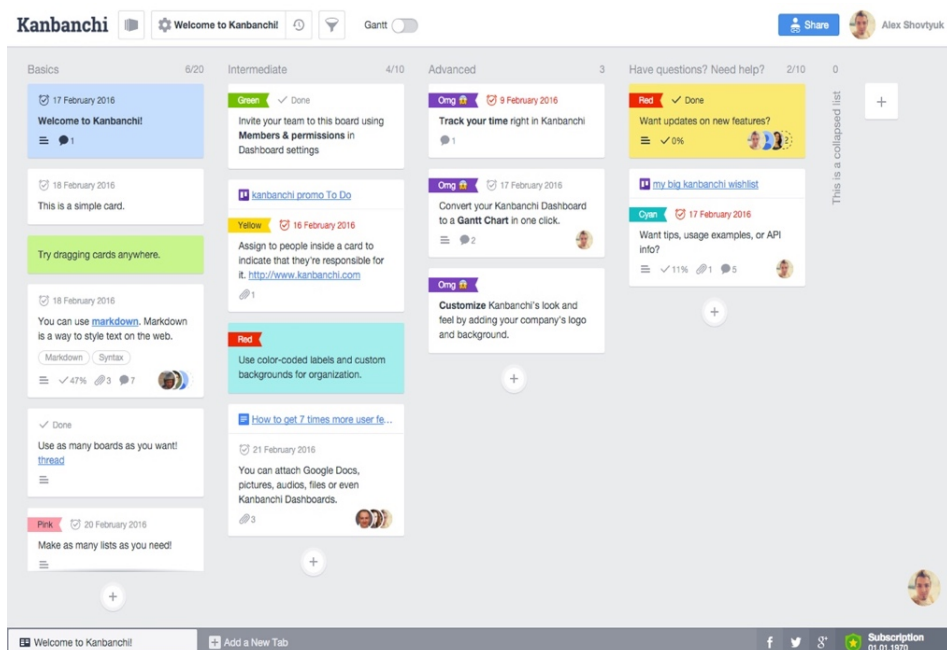 Kanbanchi
Welcome to Kanbanchi!
Gantt
Share
Alex Shovtyuk
Basics
6/20
17 February 2016
Welcome to Kanbanchi!
1
18 February 2016
This is a simple card.
Try dragging cards anywhere.
18 February 2016
You can use markdown. Markdown
is a way to style text on the web.
Markdown
Syntax
47%
3
7
Done
Use as many boards as you want!
thread
Pink
20 February 2016
Make as many lists as you need!
Intermediate
4/10
Green
Done
Invite your team to this board using
Members & permissions in
Dashboard settings
kanbanchi promo To Do
Yellow
16 February 2016
Assign to people inside a card to
indicate that they're responsible for
it. http://www.kanbanchi.com
1
Red
Use color-coded labels and custom
backgrounds for organization.
How to get 7 times more user fe...
21 February 2016
You can attach Google Docs,
pictures, audios, files or even
Kanbanchi Dashboards.
3
Advanced
3
Omg
9 February 2016
Track your time right in Kanbanchi
1
Omg
17 February 2016
Convert your Kanbanchi Dashboard
to a Gantt Chart in one click.
2
Omg
Customize Kanbanchi's look and
feel by adding your company's logo
and background.
Have questions? Need help?
2/10
Red
Done
Want updates on new features?
0%
2
my big kanbanchi wishlist
Cyan
17 February 2016
Want tips, usage examples, or API
info?
11%
1
5
0
This is a collapsed list
Welcome to Kanbanchi!
Add a New Tab
Subscription
01.01.1970